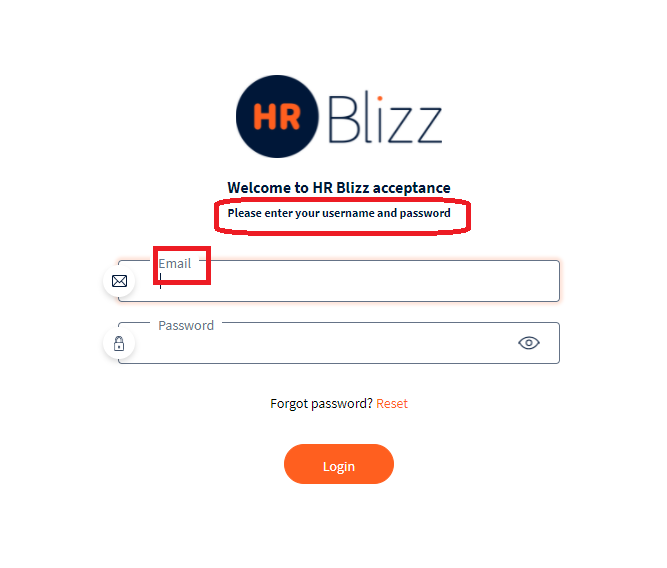 HR Blizz
Welcome to HR Blizz acceptance
Please enter your username and password
Email
Password
Forgot password? Reset
Login